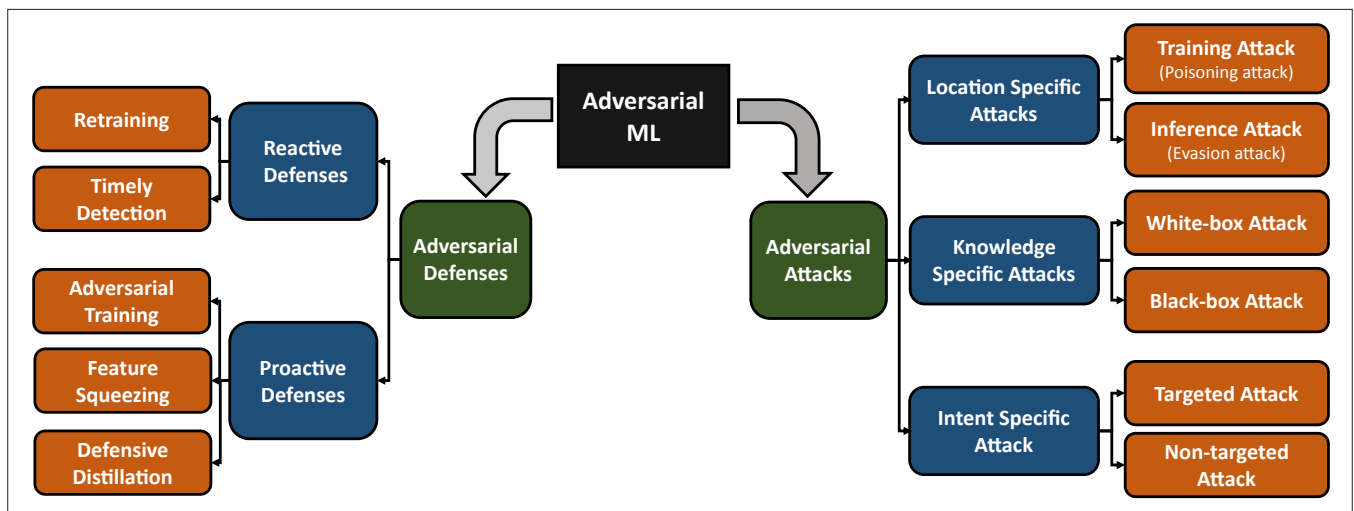 Adversarial
ML
Retraining
Timely
Detection
Reactive
Defenses
Adversarial
Training
Feature
Squeezing
Defensive
Distillation
Proactive
Defenses
Adversarial
Defenses
Adversarial
Attacks
Location Specific
Attacks
Training Attack
(Poisoning attack)
Inference Attack
(Evasion attack)
Knowledge
Specific Attacks
White-box Attack
Black-box Attack
Intent Specific
Attack
Targeted Attack
Non-targeted
Attack